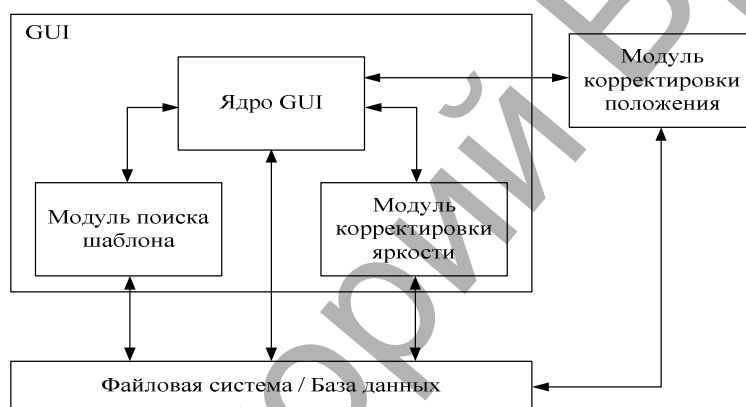 GUI
Ядро GUI
Модуль
корректировки
положения
Модуль поиска
шаблона
Модуль
корректировки
яркости
Файловая система / База данных